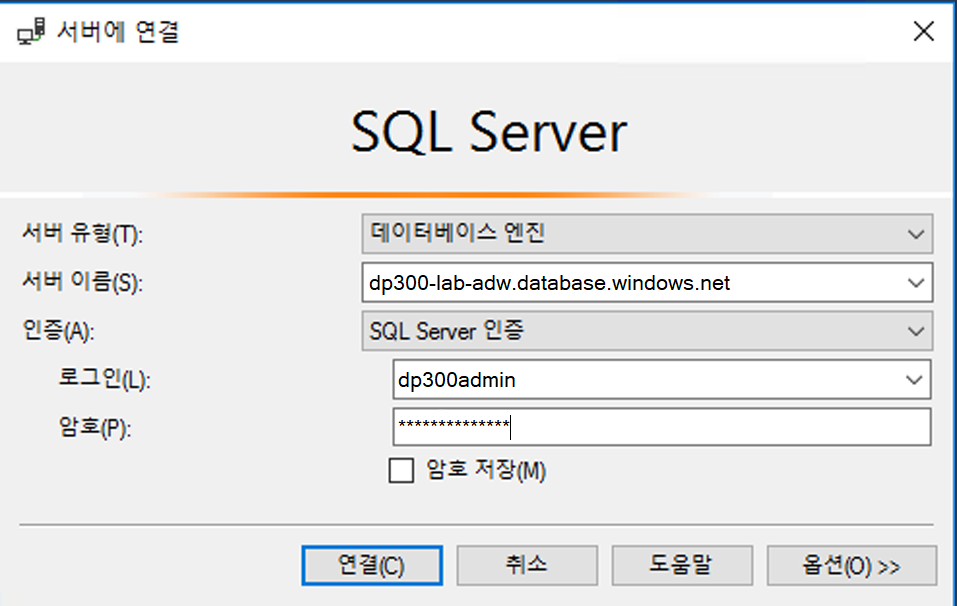 서버에 연결
SQL Server
서버 유형(T): 데이터베이스 엔진
서버 이름(S): dp300-lab-adw.database.windows.net
인증(A): SQL Server 인증
로그인(L): dp300admin
암호(P): **************
암호 저장(M)
연결(C) 취소 도움말 옵션(O) >>